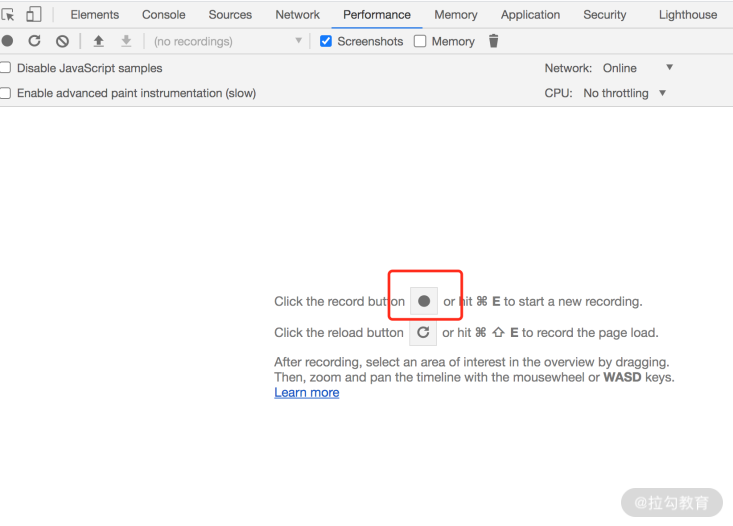 Elements Console Sources Network Performance Memory Application Security Lighthouse
(no recordings) Screenshots Memory
Disable JavaScript samples Network: Online
Enable advanced paint instrumentation (slow) CPU: No throttling
Click the record button or hit ⌘ E to start a new recording.
Click the reload button or hit ⌘ ⇧ E to record the page load.
After recording, select an area of interest in the overview by dragging.
Then, zoom and pan the timeline with the mousewheel or WASD keys.
Learn more
@拉勾教育